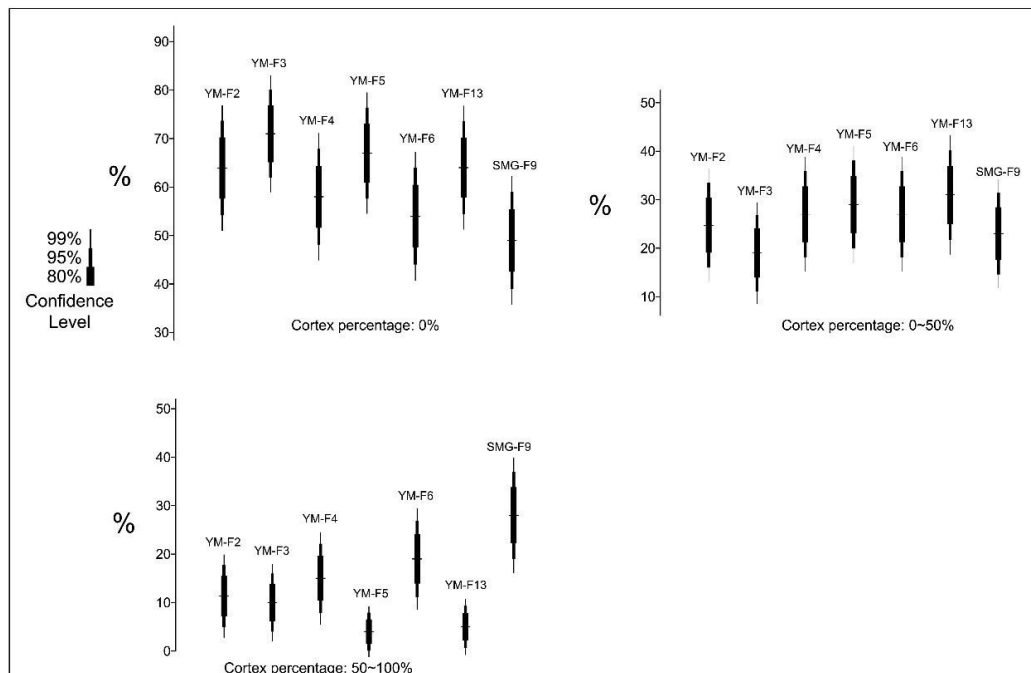 90
80
70
60
50
40
30
%
YM-F2
YM-F3
YM-F4
YM-F5
YM-F6
YM-F13
SMG-F9
Cortex percentage: 0%
99%
95%
80%
Confidence
Level
50
40
30
20
10
%
YM-F2
YM-F3
YM-F4
YM-F5
YM-F6
YM-F13
SMG-F9
Cortex percentage: 0~50%
50
40
30
20
10
0
%
YM-F2
YM-F3
YM-F4
YM-F5
YM-F6
YM-F13
SMG-F9
Cortex percentage: 50~100%